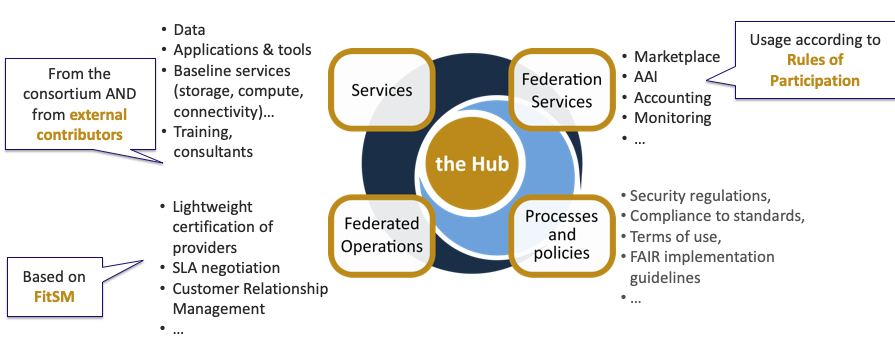 From the
consortium AND
from external
contributors
• Data
• Applications & tools
• Baseline services
(storage, compute,
connectivity)...
• Training,
consultants
Services
Federation
Services
• Marketplace
• AAI
• Accounting
• Monitoring
• ...
Usage according to
Rules of
Participation
the Hub
Based on
FitSM
• Lightweight
certification of
providers
• SLA negotiation
• Customer Relationship
Management
• ...
Federated
Operations
Processes
and
policies
• Security regulations,
• Compliance to standards,
• Terms of use,
• FAIR implementation
guidelines
• ...